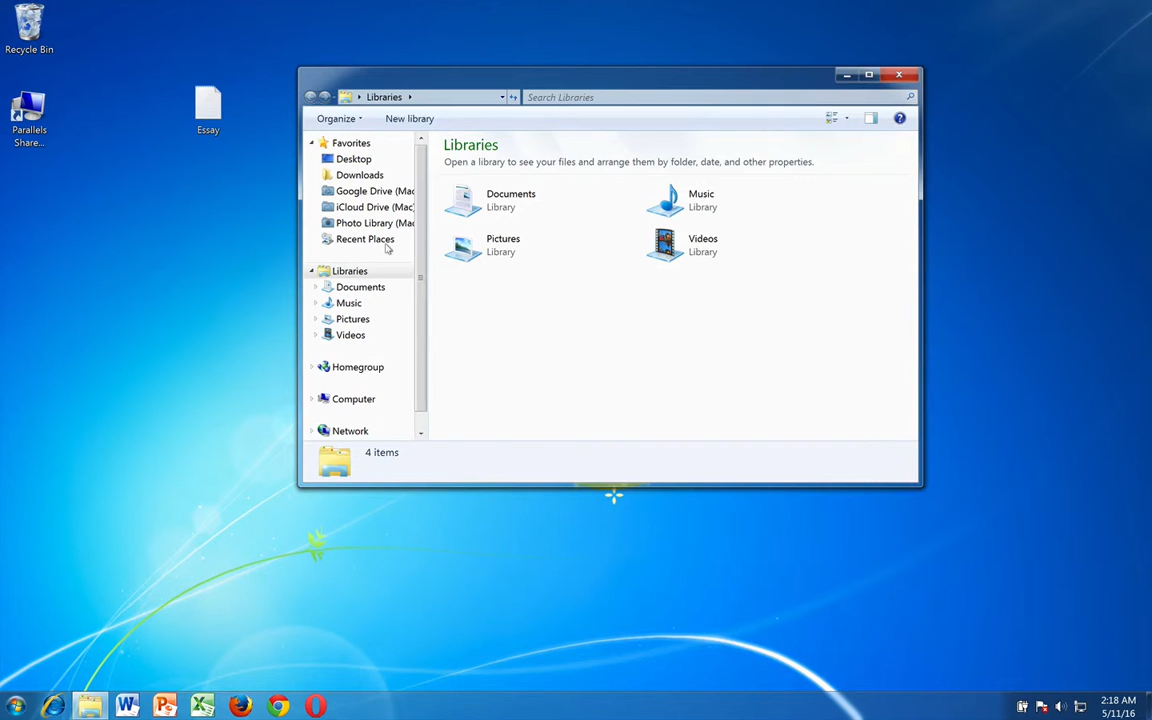 Recycle Bin
Parallels
Share...
Essay
Libraries
Search Libraries
Organize
New library
Favorites
Desktop
Downloads
Google Drive (Mac
iCloud Drive (Mac)
Photo Library (Mac
Recent Places
Libraries
Documents
Music
Pictures
Videos
Homegroup
Computer
Network
Libraries
Open a library to see your files and arrange them by folder, date, and other properties.
Documents
Library
Music
Library
Pictures
Library
Videos
Library
4 items
2:18 AM
5/11/16